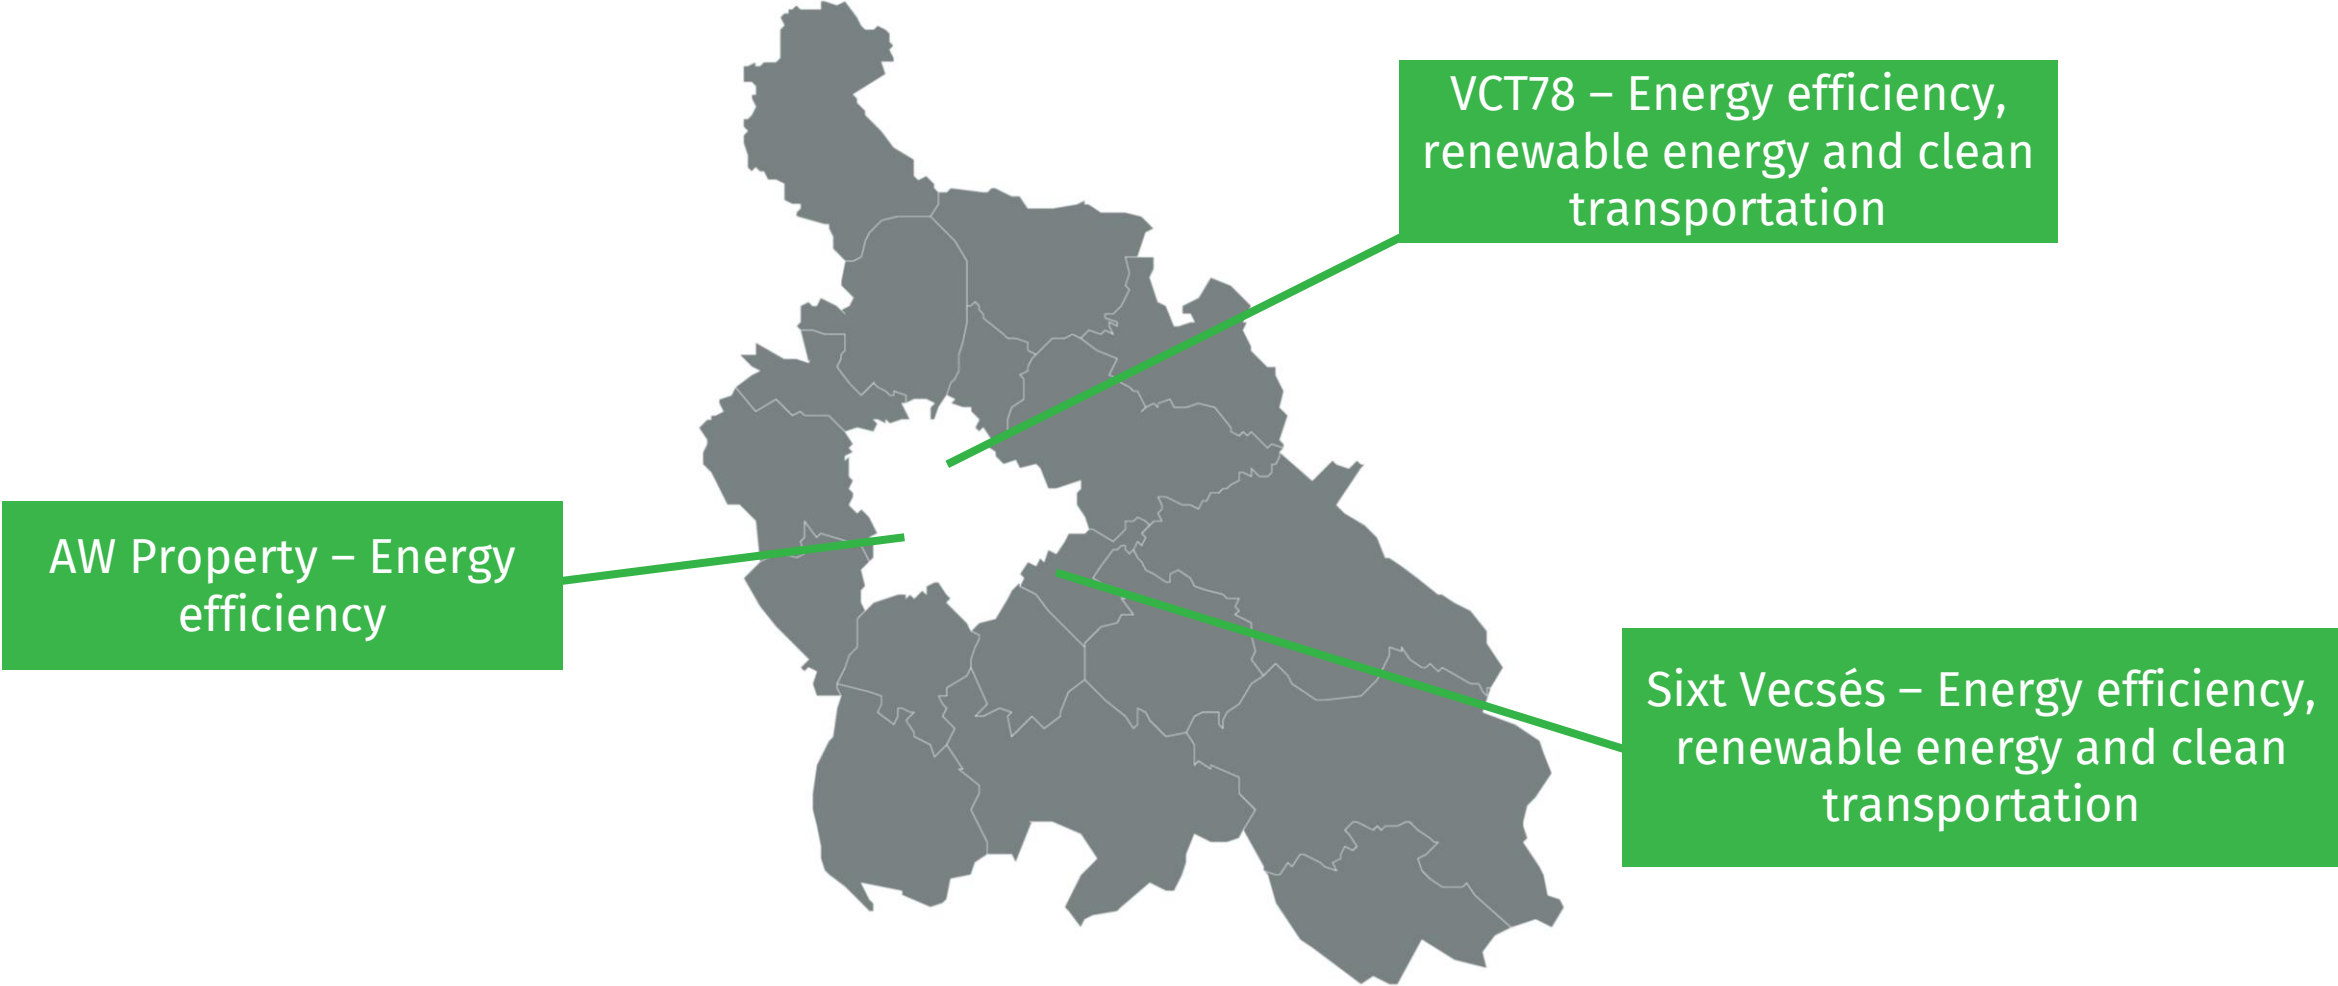 VCT78 – Energy efficiency,
renewable energy and clean
transportation
AW Property – Energy
efficiency
Sixt Vecsés – Energy efficiency,
renewable energy and clean
transportation